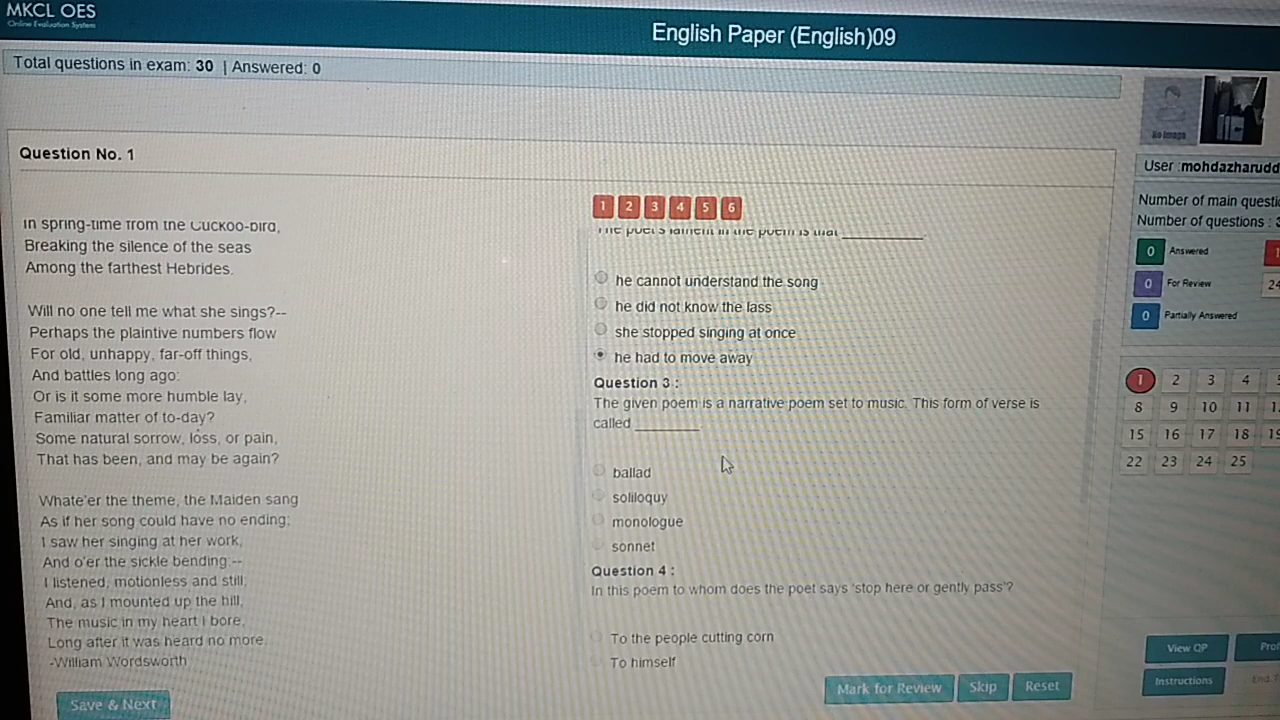 MKCL OES
Online Evaluation System
English Paper (English)09
Total questions in exam: 30 | Answered: 0
No Image
User :mohdazharudd
Number of main questi
Number of questions :
0 Answered
0 For Review
24
0 Partially Answered
1 2 3 4
8 9 10 11
15 16 17 18
22 23 24 25
View QP
Instructions
Question No. 1
In spring-time from the Cuckoo-bird,
Breaking the silence of the seas
Among the farthest Hebrides.
Will no one tell me what she sings?--
Perhaps the plaintive numbers flow
For old, unhappy, far-off things,
And battles long ago:
Or is it some more humble lay,
Familiar matter of to-day?
Some natural sorrow, loss, or pain,
That has been, and may be again?
Whate'er the theme, the Maiden sang
As if her song could have no ending;
I saw her singing at her work,
And o'er the sickle bending:--
I listened, motionless and still;
And, as I mounted up the hill,
The music in my heart I bore,
Long after it was heard no more.
-William Wordsworth
Save & Next
1 2 3 4 5 6
The poet's lament in the poem is that __________.
he cannot understand the song
he did not know the lass
she stopped singing at once
he had to move away
Question 3 :
The given poem is a narrative poem set to music. This form of verse is
called ________.
ballad
soliloquy
monologue
sonnet
Question 4 :
In this poem to whom does the poet says 'stop here or gently pass'?
To the people cutting corn
To himself
Mark for Review
Skip
Reset